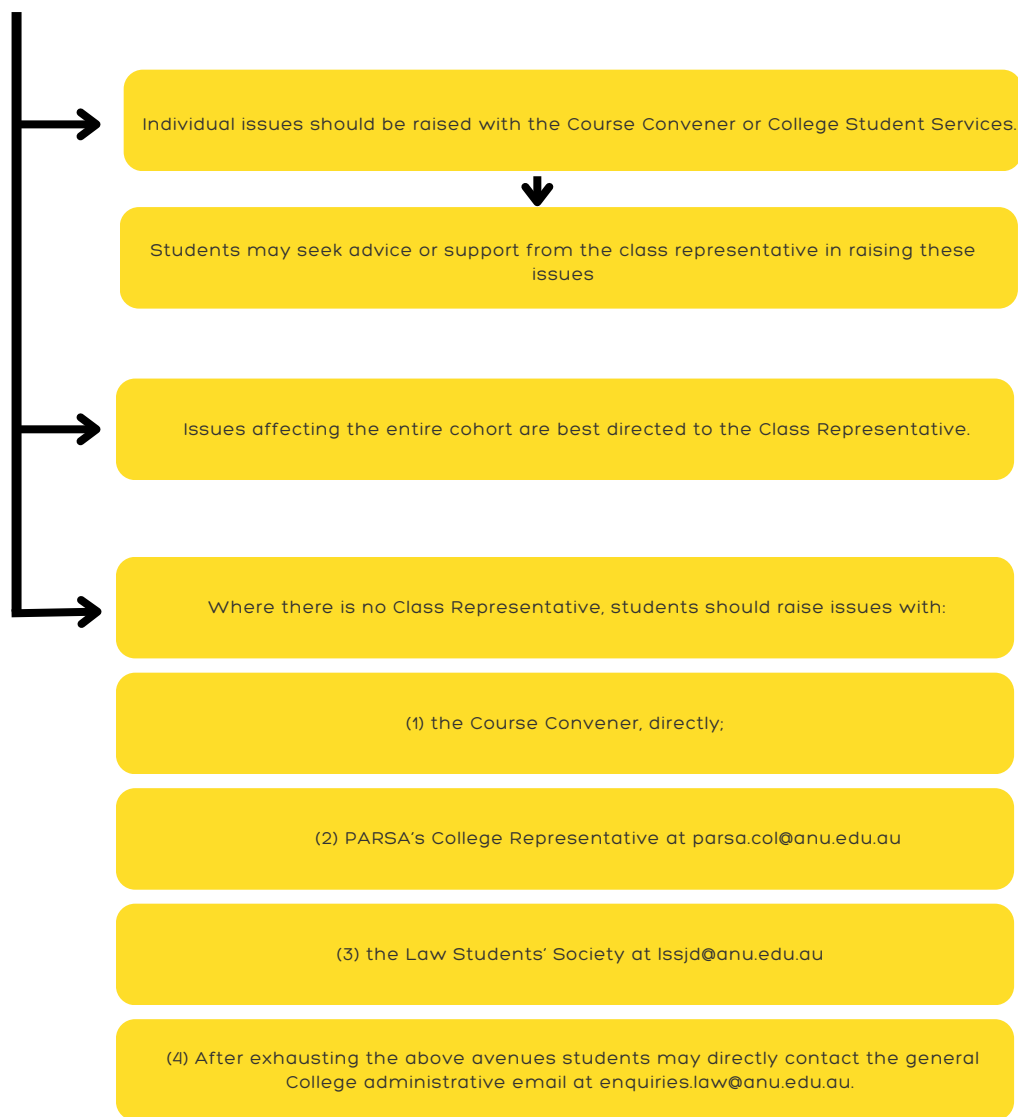 Individual issues should be raised with the Course Convener or College Student Services.
Students may seek advice or support from the class representative in raising these
issues
Issues affecting the entire cohort are best directed to the Class Representative.
Where there is no Class Representative, students should raise issues with:
(1) the Course Convener, directly;
(2) PARSA's College Representative at parsa.col@anu.edu.au
(3) the Law Students' Society at lssjd@anu.edu.au
(4) After exhausting the above avenues students may directly contact the general
College administrative email at enquiries.law@anu.edu.au.